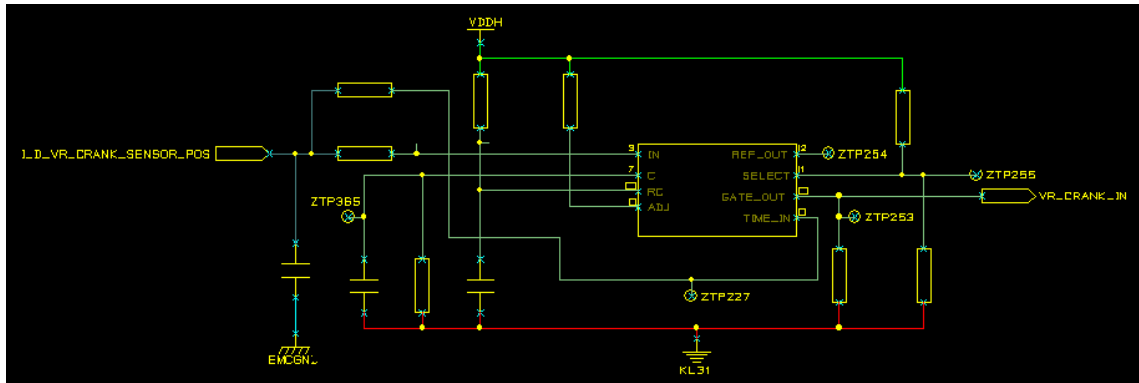 VDDH
I_D_VR_CRANK_SENSOR_POS
3 IN REF_OUT 12 ZTP254
7 C SELECT 11 ZTP255
RC GATE_OUT VR_CRANK_IN
ADJ TIME_IN ZTP253
ZTP365
ZTP227
KL31